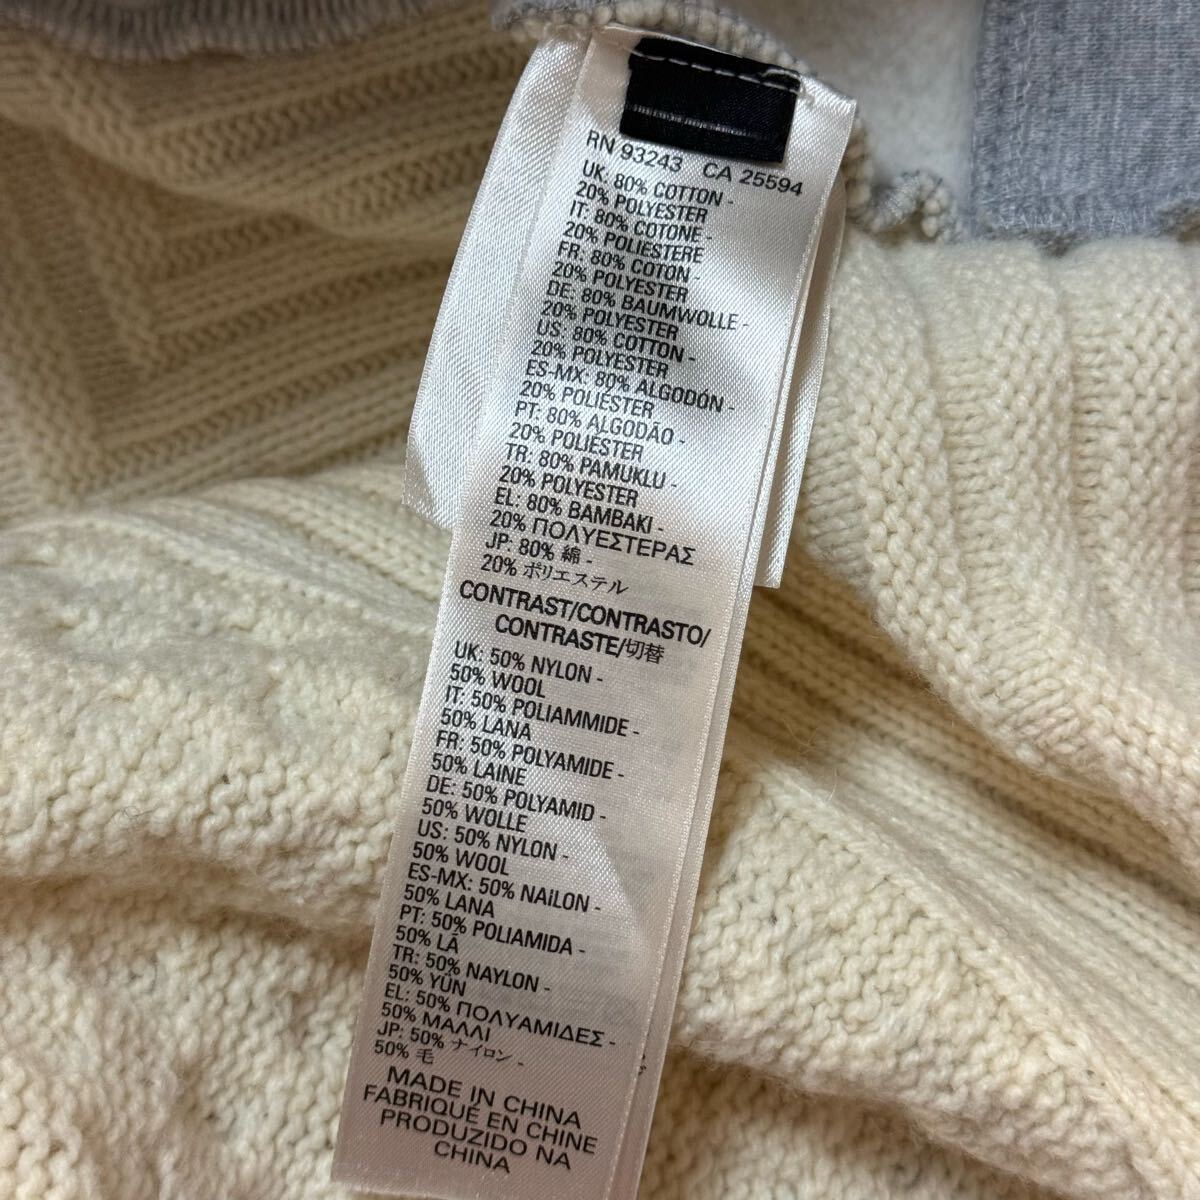 RN 93243 CA 25594
UK: 80% COTTON -
20% POLYESTER
IT: 80% COTONE -
20% POLIESTERE
FR: 80% COTON -
20% POLYESTER
DE: 80% BAUMWOLLE -
20% POLYESTER
US: 80% COTTON -
20% POLYESTER
ES-MX: 80% ALGODÓN -
20% POLIÉSTER
PT: 80% ALGODÃO -
20% POLIÉSTER
TR: 80% PAMUKLU -
20% POLYESTER
EL: 80% BAMBAKI -
20% ΠΟΛΥΕΣΤΕΡΑΣ
JP: 80% 綿 -
20% ポリエステル
CONTRAST/CONTRASTO/
CONTRASTE/切替
UK: 50% NYLON -
50% WOOL
IT: 50% POLIAMMIDE -
50% LANA
FR: 50% POLYAMIDE -
50% LAINE
DE: 50% POLYAMID -
50% WOLLE
US: 50% NYLON -
50% WOOL
ES-MX: 50% NAiLON -
50% LANA
PT: 50% POLIAMIDA -
50% LÃ
TR: 50% NAYLON -
50% YÜN
EL: 50% ΠΟΛΥΑΜΙΔΕΣ -
50% ΜΑΛΛΙ
JP: 50% ナイロン -
50% 毛
MADE IN CHINA
FABRIQUÉ EN CHINE
PRODUZIDO NA
CHINA